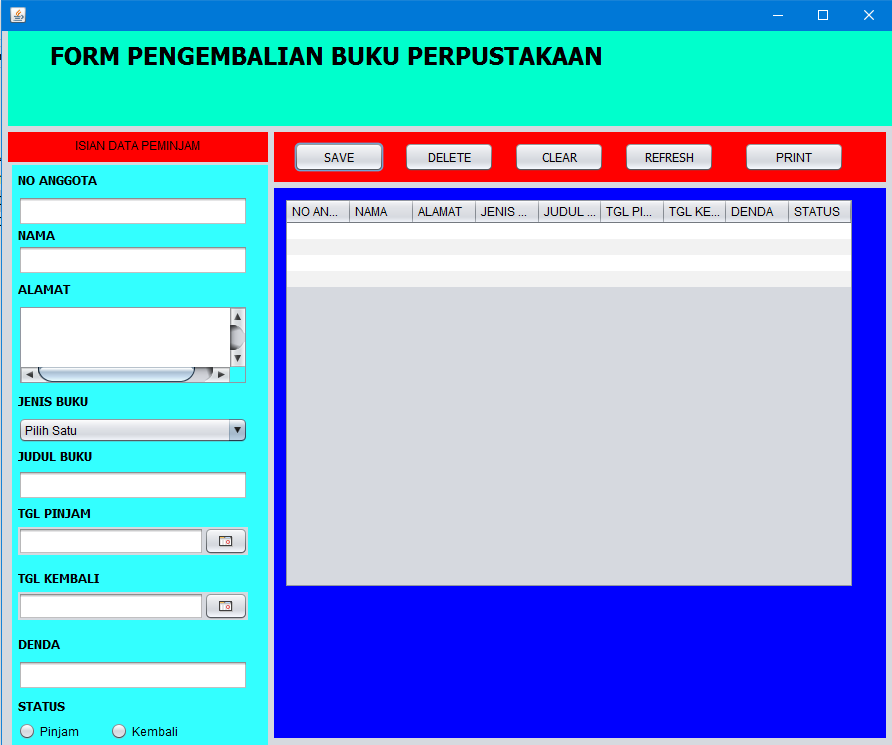 FORM PENGEMBALIAN BUKU PERPUSTAKAAN
ISIAN DATA PEMINJAM
SAVE DELETE CLEAR REFRESH PRINT
NO ANGGOTA
NAMA
ALAMAT
JENIS BUKU
Pilih Satu
JUDUL BUKU
TGL PINJAM
TGL KEMBALI
DENDA
STATUS
Pinjam Kembali
NO AN... NAMA ALAMAT JENIS ... JUDUL ... TGL PI... TGL KE... DENDA STATUS